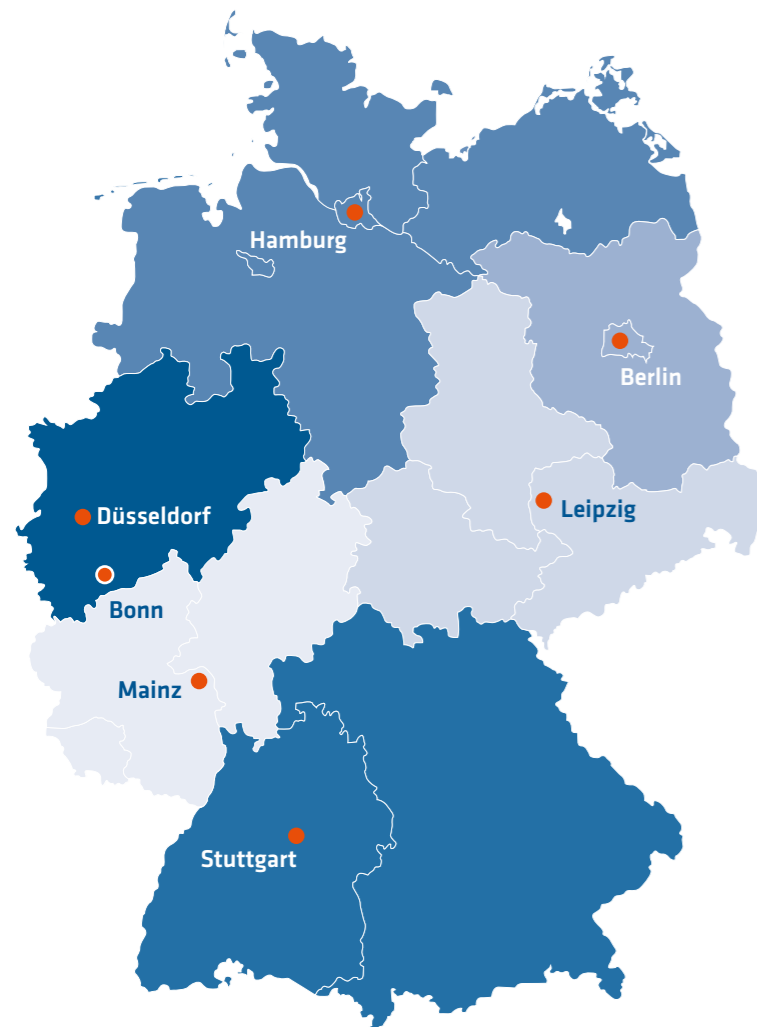 Hamburg
Berlin
Düsseldorf
Leipzig
Bonn
Mainz
Stuttgart